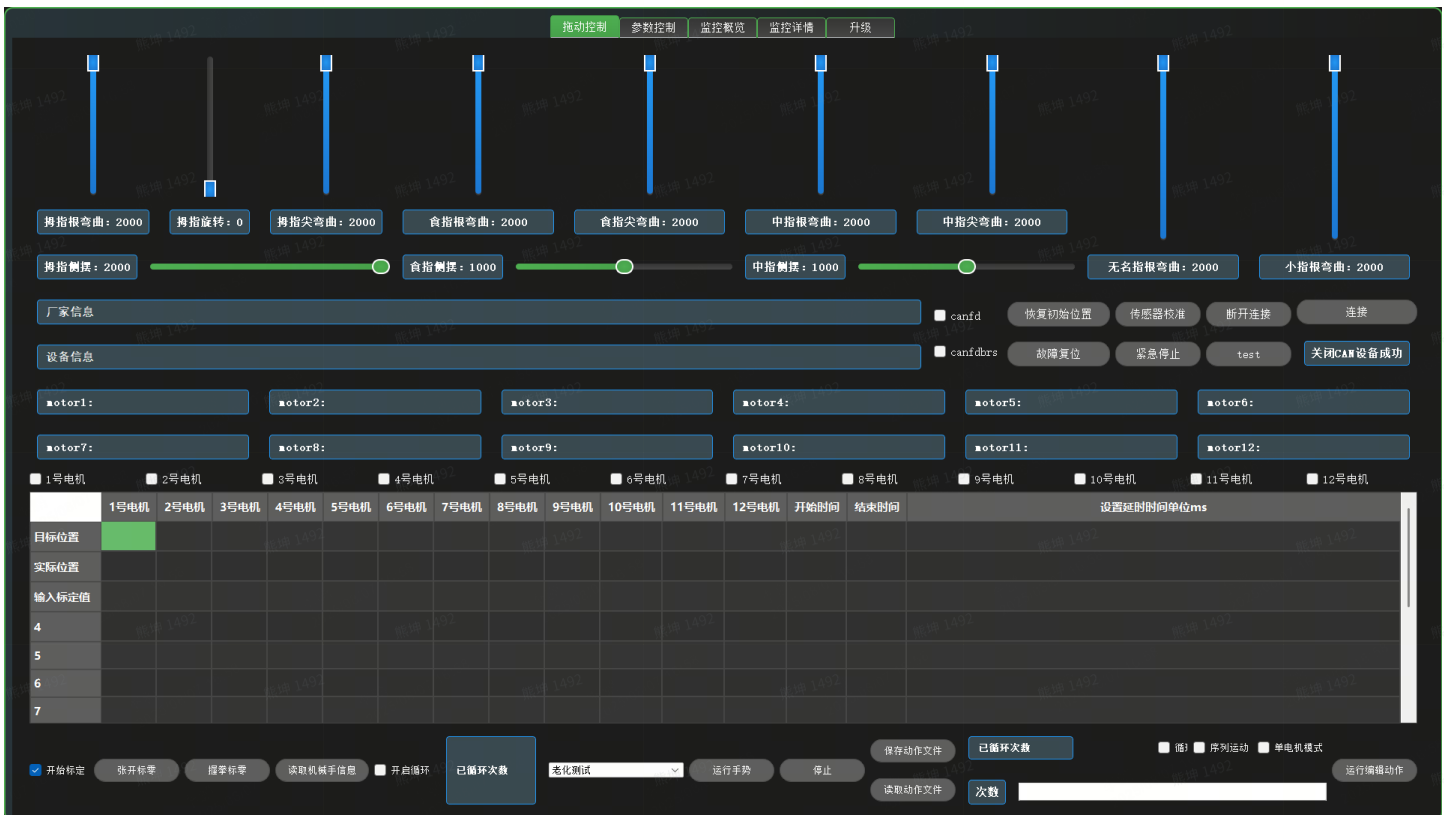 拖动控制 参数控制 监控概览 监控详情 升级
拇指根弯曲: 2000 拇指旋转: 0 拇指尖弯曲: 2000 食指根弯曲: 2000 食指尖弯曲: 2000 中指根弯曲: 2000 中指尖弯曲: 2000
拇指侧摆: 2000 食指侧摆: 1000 中指侧摆: 1000 无名指根弯曲: 2000 小指根弯曲: 2000
厂家信息 canfd 恢复初始位置 传感器校准 断开连接 连接
设备信息 canfdbrs 故障复位 紧急停止 test 关闭CAN设备成功
motor1: motor2: motor3: motor4: motor5: motor6:
motor7: motor8: motor9: motor10: motor11: motor12:
1号电机 2号电机 3号电机 4号电机 5号电机 6号电机 7号电机 8号电机 9号电机 10号电机 11号电机 12号电机
1号电机 2号电机 3号电机 4号电机 5号电机 6号电机 7号电机 8号电机 9号电机 10号电机 11号电机 12号电机 开始时间 结束时间 设置延时时间单位ms
目标位置
实际位置
输入标定值
4
5
6
7
保存动作文件 已循环次数 序列运动 单电机模式
开始标定 张开标零 握拳标零 读取机械手信息 开启循环 已循环次数 老化测试 运行手势 停止 运行编辑动作
读取动作文件 次数
熊坤 1492